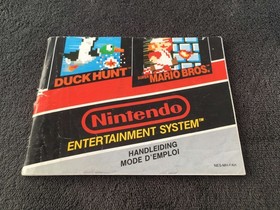 DUCK HUNT
SUPER
MARIO BROS.
Nintendo
ENTERTAINMENT SYSTEM™
HANDLEIDING
MODE D'EMPLOI